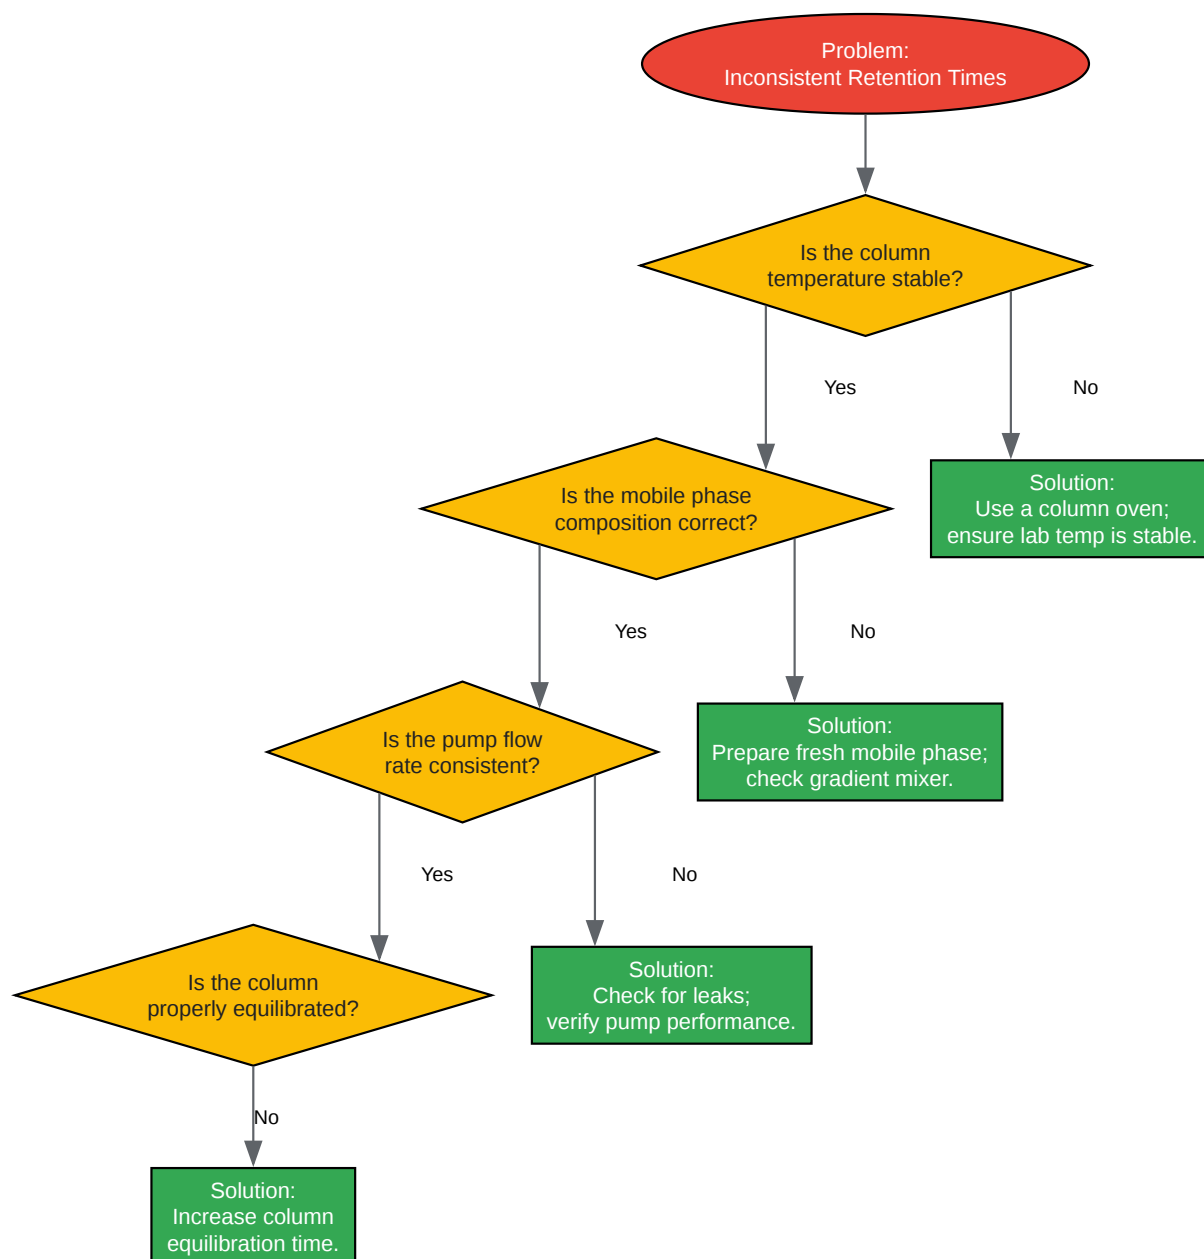 Problem:
Inconsistent Retention Times
Is the column
temperature stable?
Yes
No
Is the mobile phase
composition correct?
Solution:
Use a column oven;
ensure lab temp is stable.
Yes
No
Is the pump flow
rate consistent?
Solution:
Prepare fresh mobile phase;
check gradient mixer.
Yes
No
Is the column
properly equilibrated?
Solution:
Check for leaks;
verify pump performance.
No
Solution:
Increase column
equilibration time.